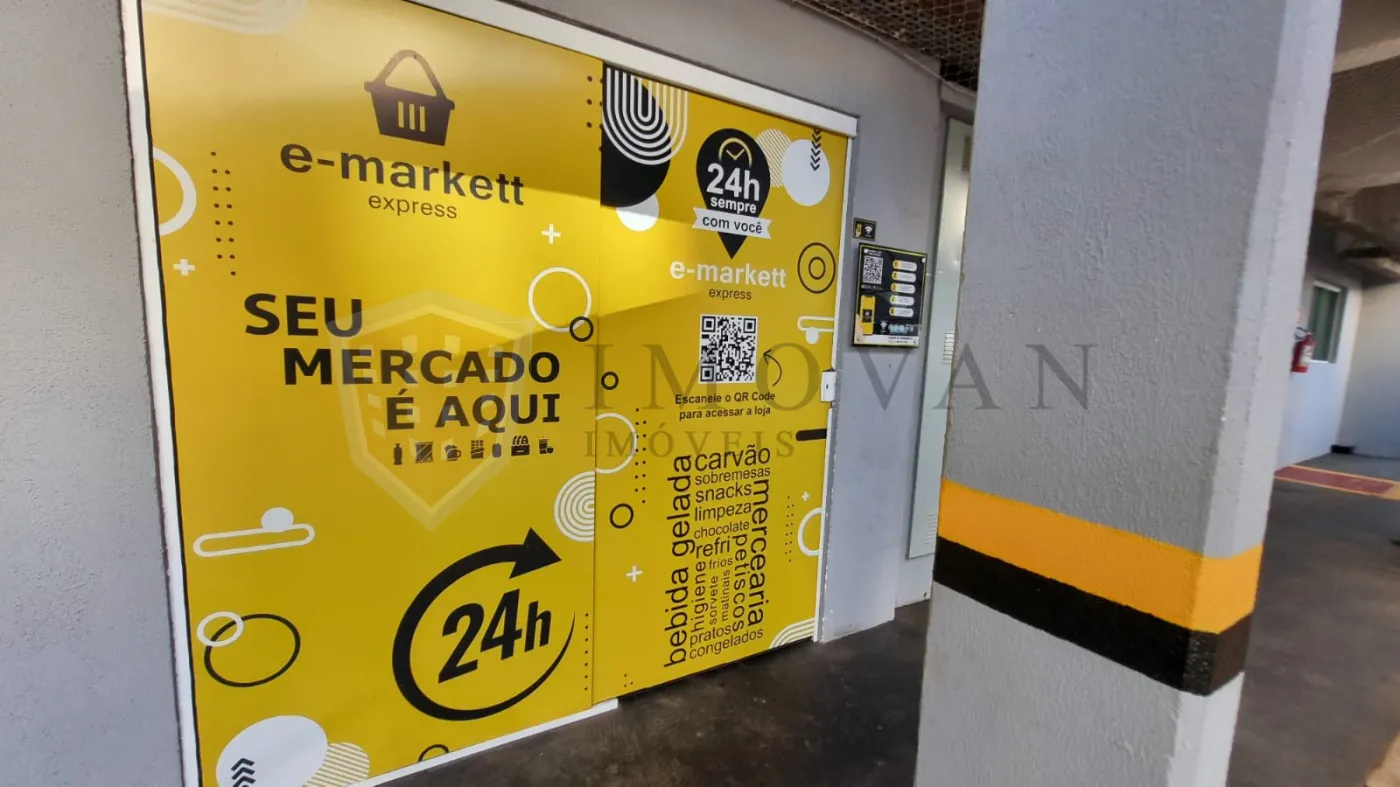 e-markett
express
SEU
MERCADO
É AQUI
24h
24h
sempre
com você
e-markett
express
Escaneie o QR Code
para acessar a loja
bebida gelada
carvão
sobremesas
snacks
limpeza
chocolate
refri
frios
higiene
sorvete
matinais
petiscos
mercearia
pratos
congelados
IMOVAN
IMÓVEIS